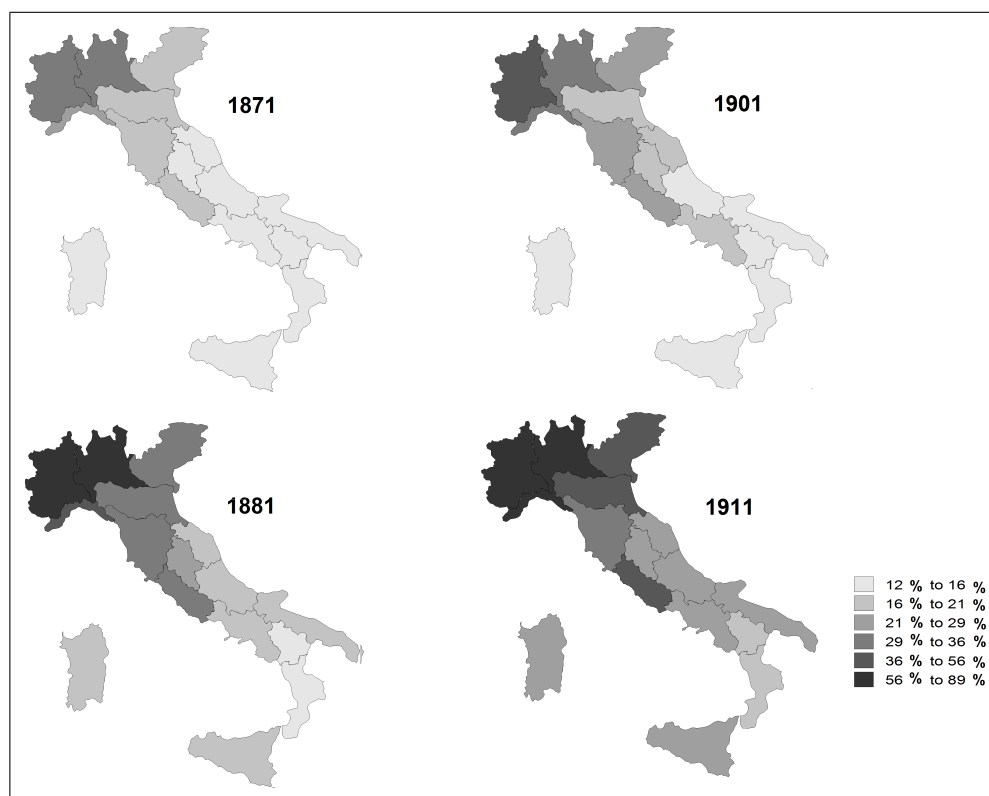 1871
1901
1881
1911
12 % to 16 %
16 % to 21 %
21 % to 29 %
29 % to 36 %
36 % to 56 %
56 % to 89 %